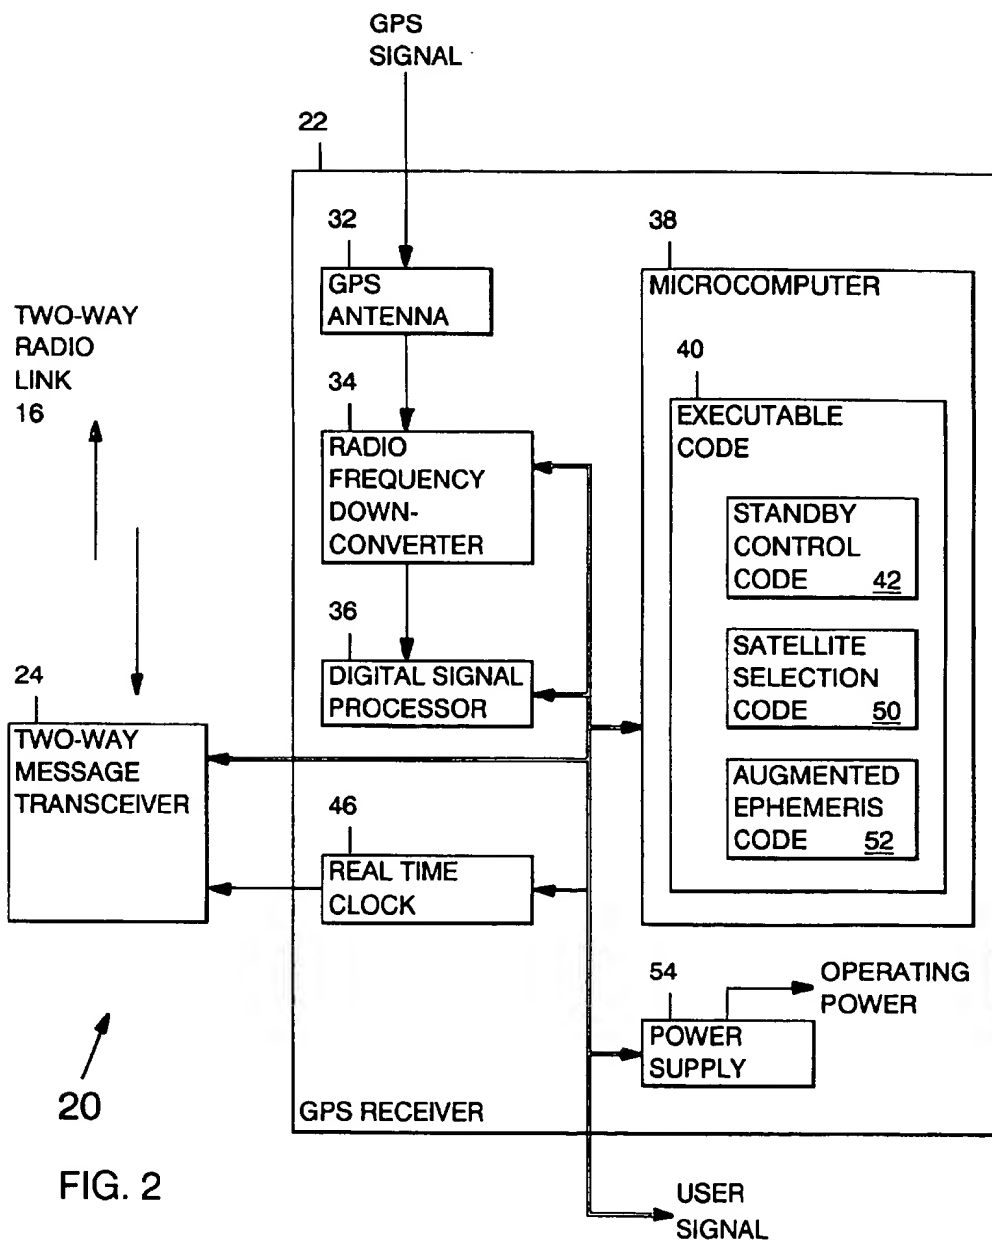 GPS
SIGNAL
22
32
GPS
ANTENNA
38
MICROCOMPUTER
TWO-WAY
RADIO
LINK
16
34
RADIO
FREQUENCY
DOWN-
CONVERTER
40
EXECUTABLE
CODE
STANDBY
CONTROL
CODE 42
36
DIGITAL SIGNAL
PROCESSOR
SATELLITE
SELECTION
CODE 50
24
TWO-WAY
MESSAGE
TRANSCEIVER
AUGMENTED
EPHEMERIS
CODE 52
46
REAL TIME
CLOCK
54
OPERATING
POWER
POWER
SUPPLY
20
GPS RECEIVER
FIG. 2
USER
SIGNAL